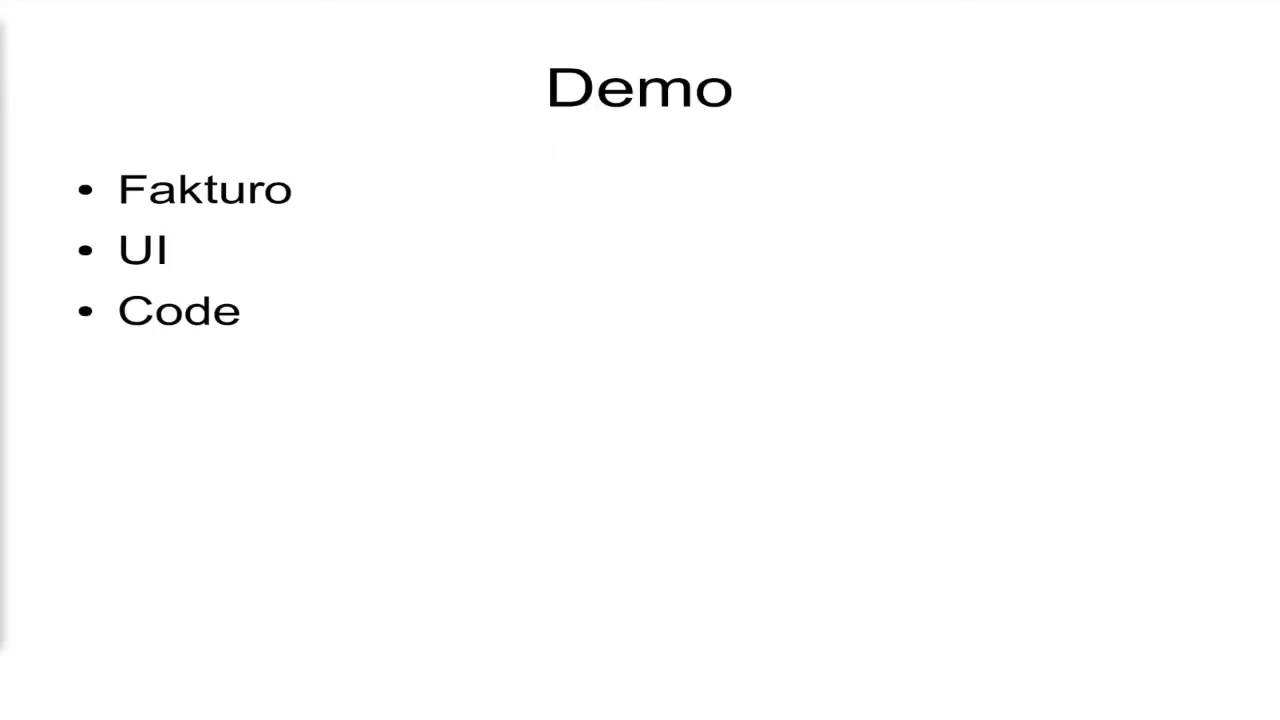 Demo
• Fakturo
• UI
• Code